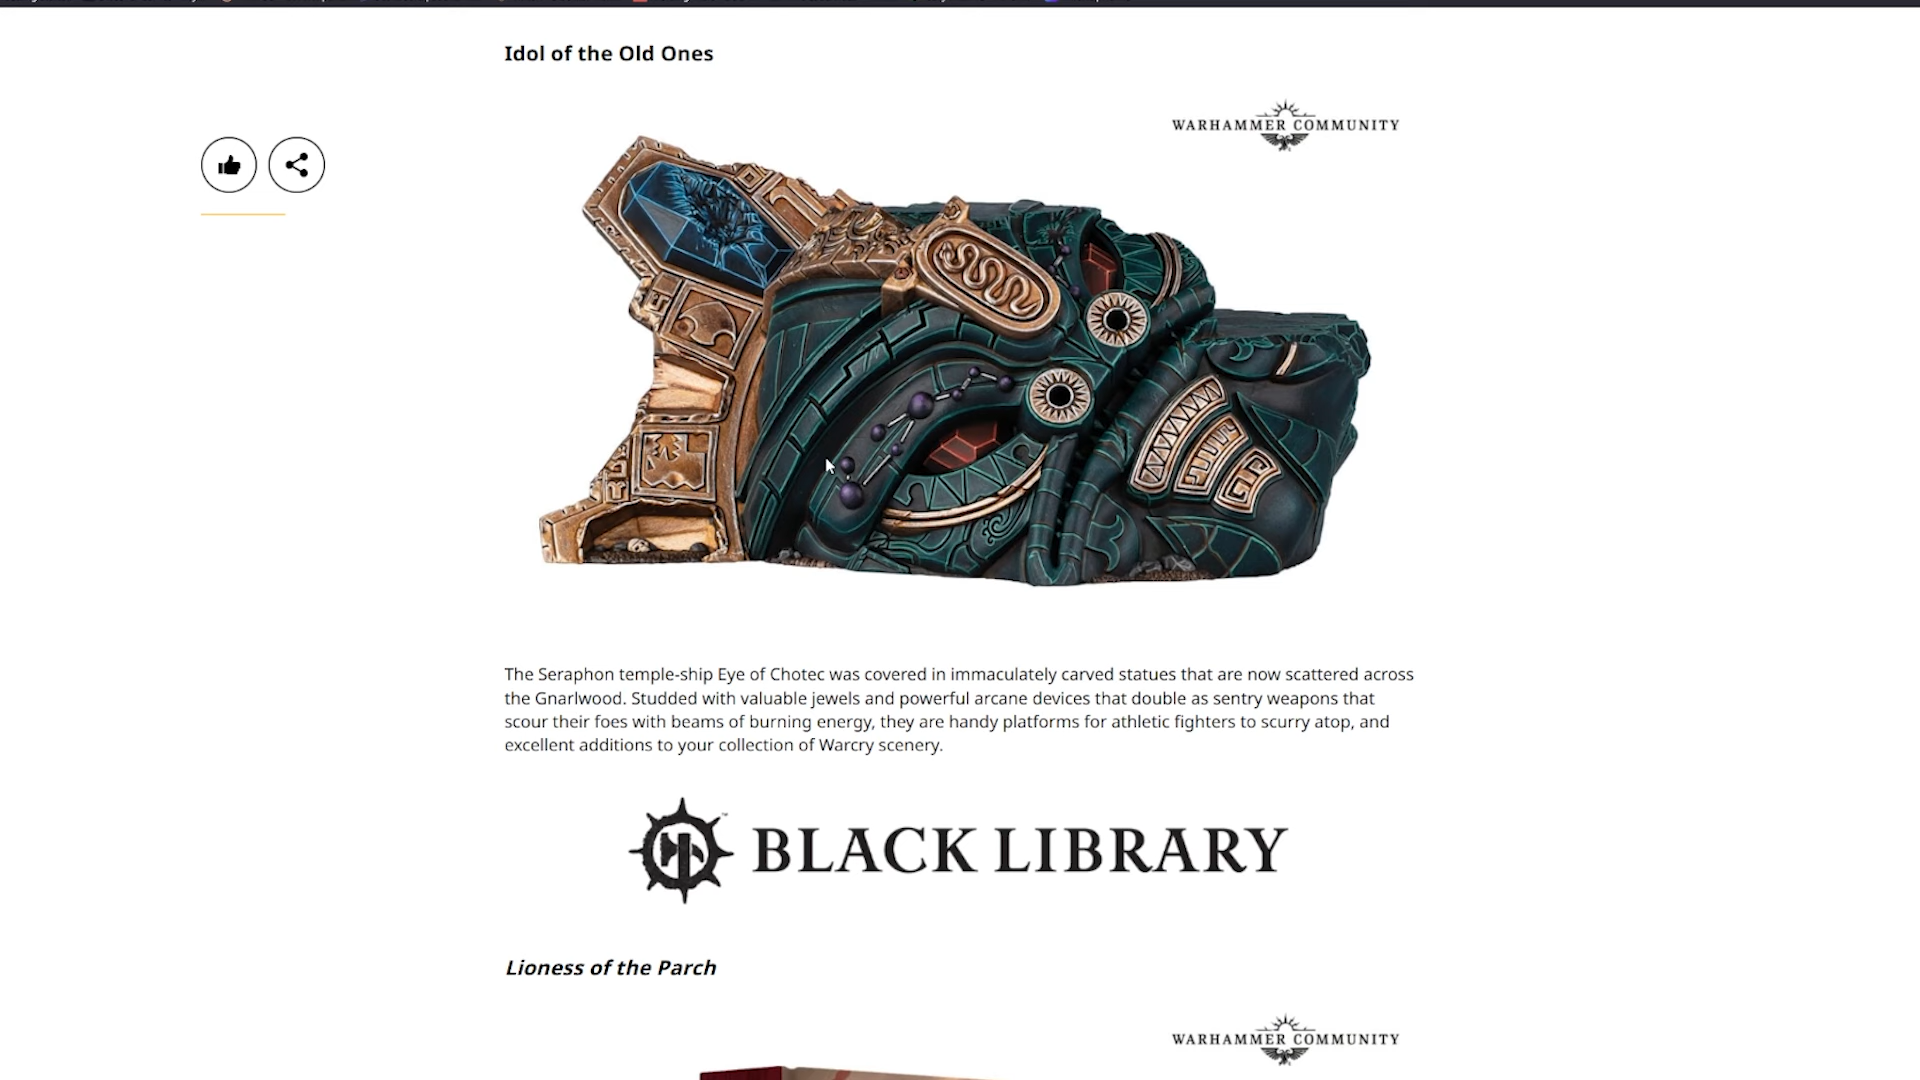 Idol of the Old Ones
WARHAMMER COMMUNITY
The Seraphon temple-ship Eye of Chotec was covered in immaculately carved statues that are now scattered across
the Gnarlwood. Studded with valuable jewels and powerful arcane devices that double as sentry weapons that
scour their foes with beams of burning energy, they are handy platforms for athletic fighters to scurry atop, and
excellent additions to your collection of Warcry scenery.
BLACK LIBRARY
Lioness of the Parch
WARHAMMER COMMUNITY